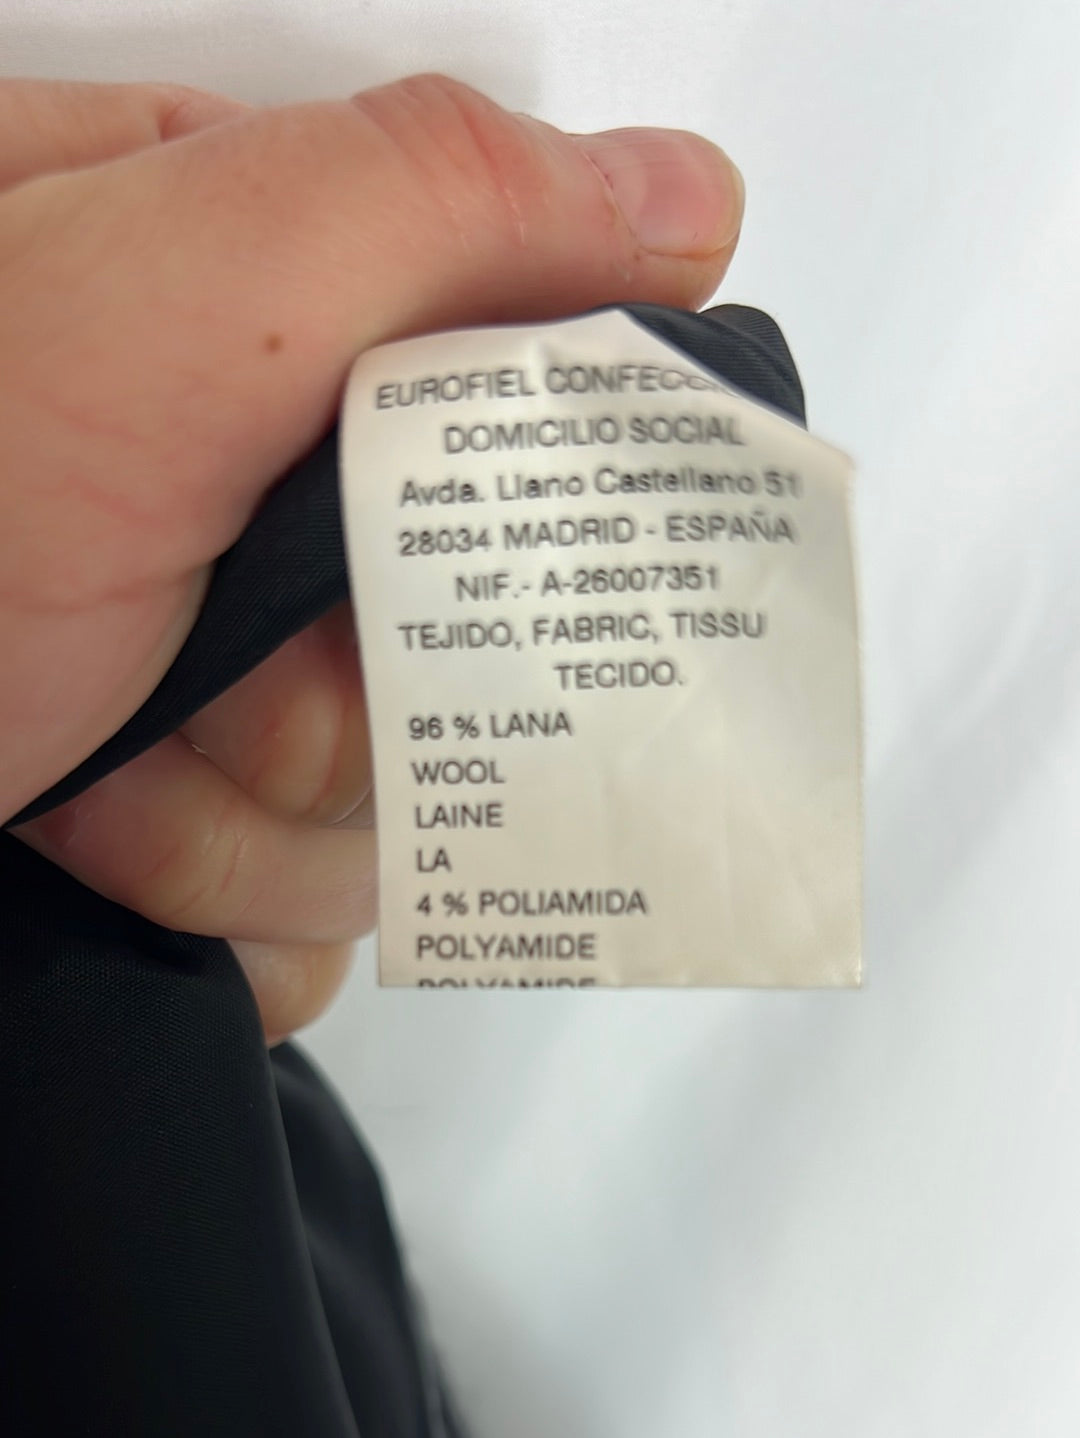 EUROFIEL CONFECCI
DOMICILIO SOCIAL
Avda. Llano Castellano 51
28034 MADRID - ESPAÑA
NIF.- A-26007351
TEJIDO, FABRIC, TISSU
TECIDO.
96 % LANA
WOOL
LAINE
LA
4 % POLIAMIDA
POLYAMIDE
POLYAMIDE